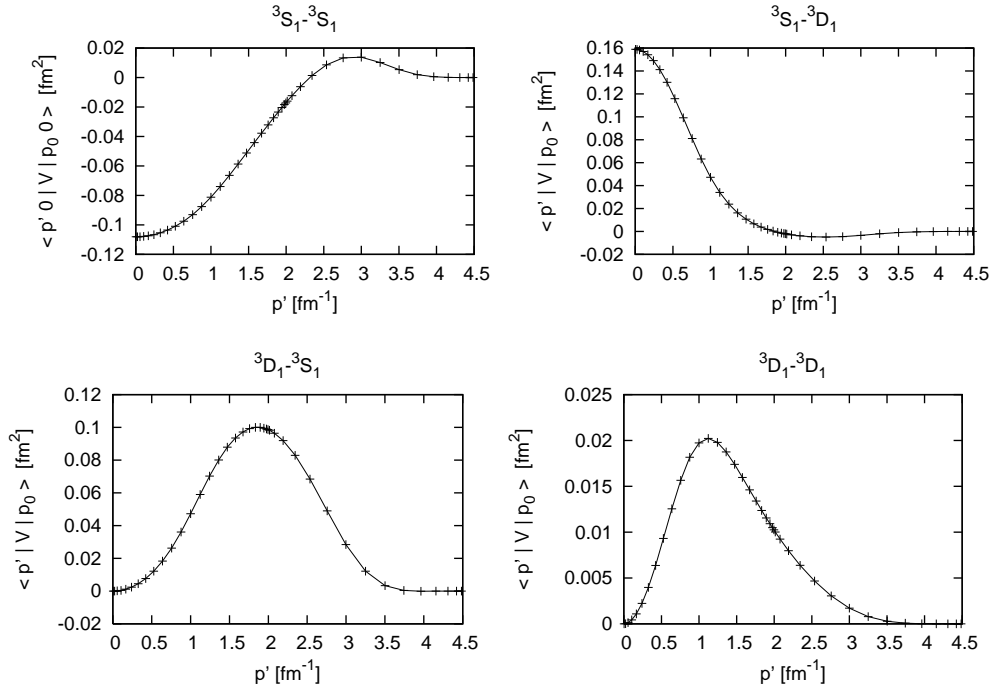 ³S₁-³S₁
0.02
0
-0.02
-0.04
-0.06
-0.08
-0.1
-0.12
< p' 0 | V | p₀ 0 > [fm²]
0 0.5 1 1.5 2 2.5 3 3.5 4 4.5
p' [fm⁻¹]
³S₁-³D₁
0.16
0.14
0.12
0.1
0.08
0.06
0.04
0.02
0
-0.02
< p' | V | p₀ > [fm²]
0 0.5 1 1.5 2 2.5 3 3.5 4 4.5
p' [fm⁻¹]
³D₁-³S₁
0.12
0.1
0.08
0.06
0.04
0.02
0
-0.02
< p' | V | p₀ > [fm²]
0 0.5 1 1.5 2 2.5 3 3.5 4 4.5
p' [fm⁻¹]
³D₁-³D₁
0.025
0.02
0.015
0.01
0.005
0
< p' | V | p₀ > [fm²]
0 0.5 1 1.5 2 2.5 3 3.5 4 4.5
p' [fm⁻¹]